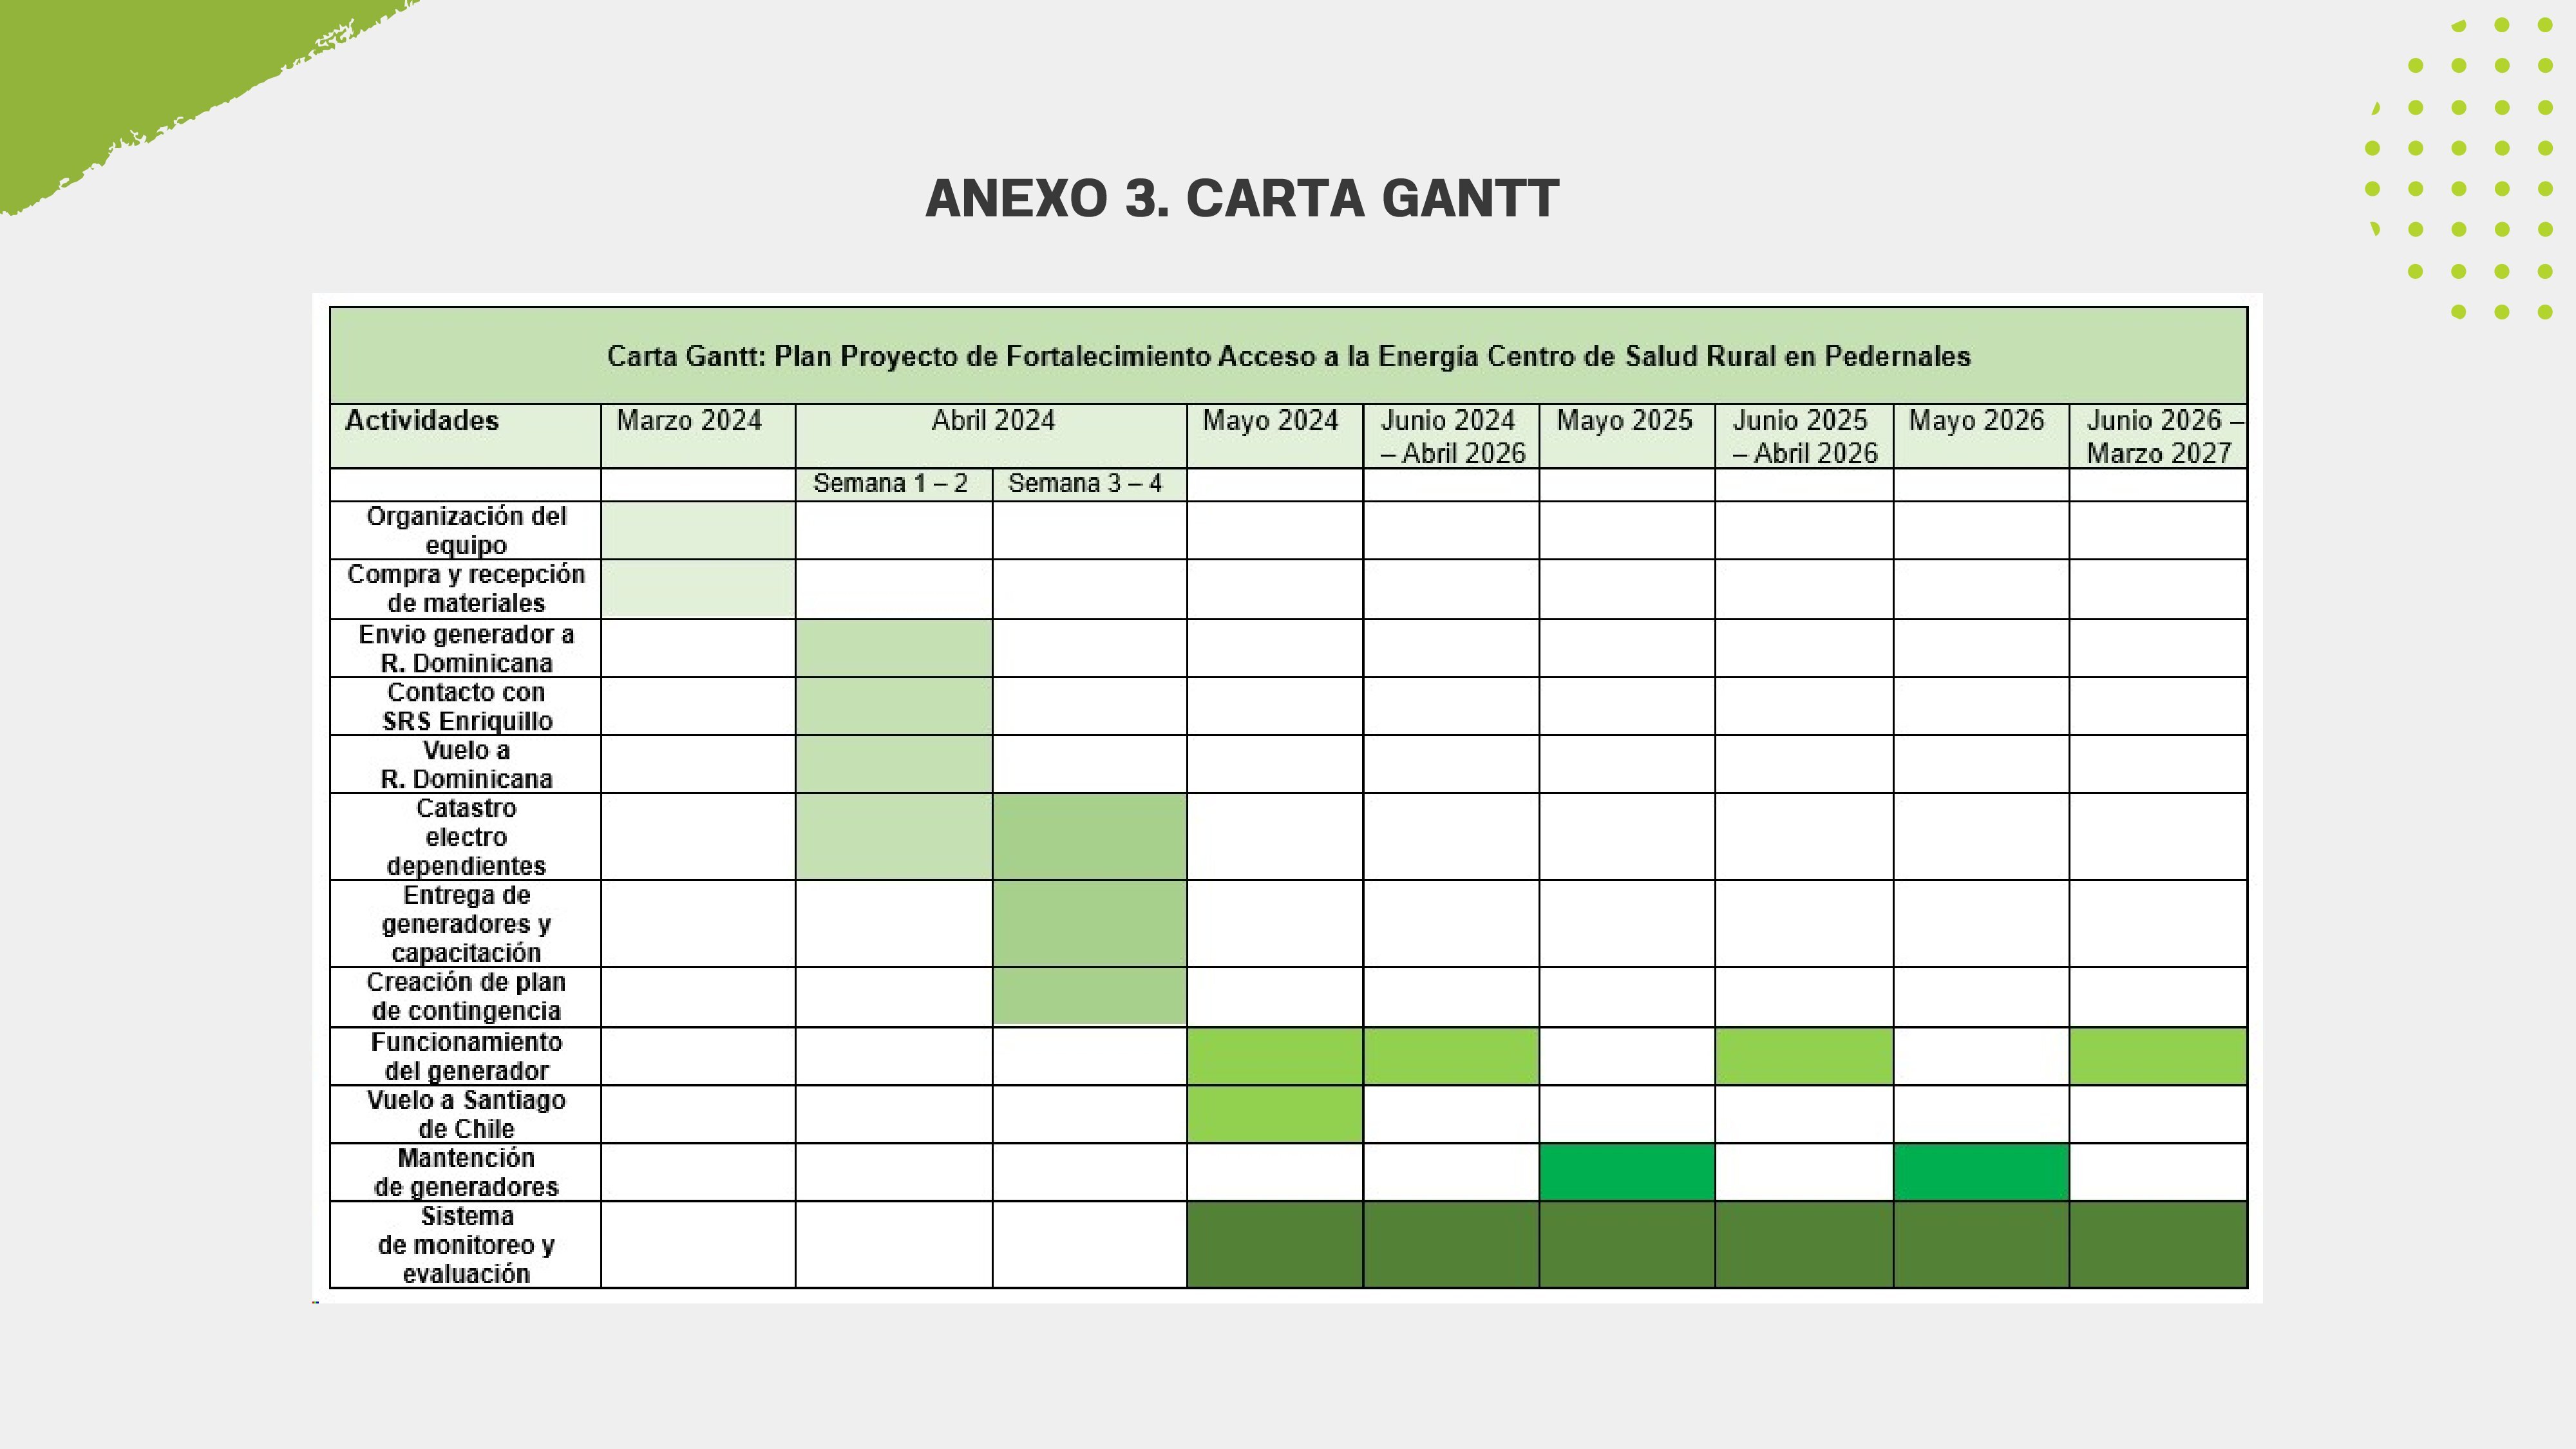 ANEXO 3. CARTA GANTT
Carta Gantt: Plan Proyecto de Fortalecimiento Acceso a la Energía Centro de Salud Rural en Pedernales
Actividades
Marzo 2024
Abril 2024
Mayo 2024
Junio 2024
– Abril 2026
Mayo 2025
Junio 2025
– Abril 2026
Mayo 2026
Junio 2026 –
Marzo 2027
Semana 1 – 2
Semana 3 – 4
Organización del
equipo
Compra y recepción
de materiales
Envio generador a
R. Dominicana
Contacto con
SRS Enriquillo
Vuelo a
R. Dominicana
Catastro
electro
dependientes
Entrega de
generadores y
capacitación
Creación de plan
de contingencia
Funcionamiento
del generador
Vuelo a Santiago
de Chile
Mantención
de generadores
Sistema
de monitoreo y
evaluación